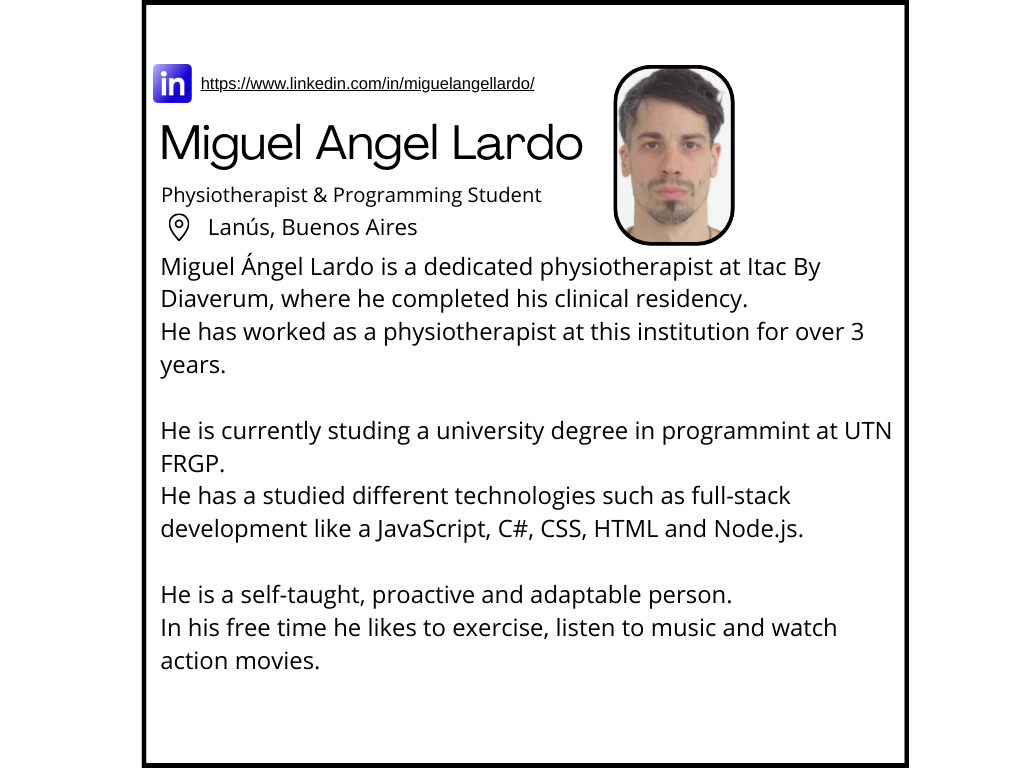 in
https://www.linkedin.com/in/miguelangellardo/
Miguel Angel Lardo
Physiotherapist & Programming Student
Lanús, Buenos Aires
Miguel Ángel Lardo is a dedicated physiotherapist at Itac By
Diaverum, where he completed his clinical residency.
He has worked as a physiotherapist at this institution for over 3
years.
He is currently studing a university degree in programmint at UTN
FRGP.
He has a studied different technologies such as full-stack
development like a JavaScript, C#, CSS, HTML and Node.js.
He is a self-taught, proactive and adaptable person.
In his free time he likes to exercise, listen to music and watch
action movies.